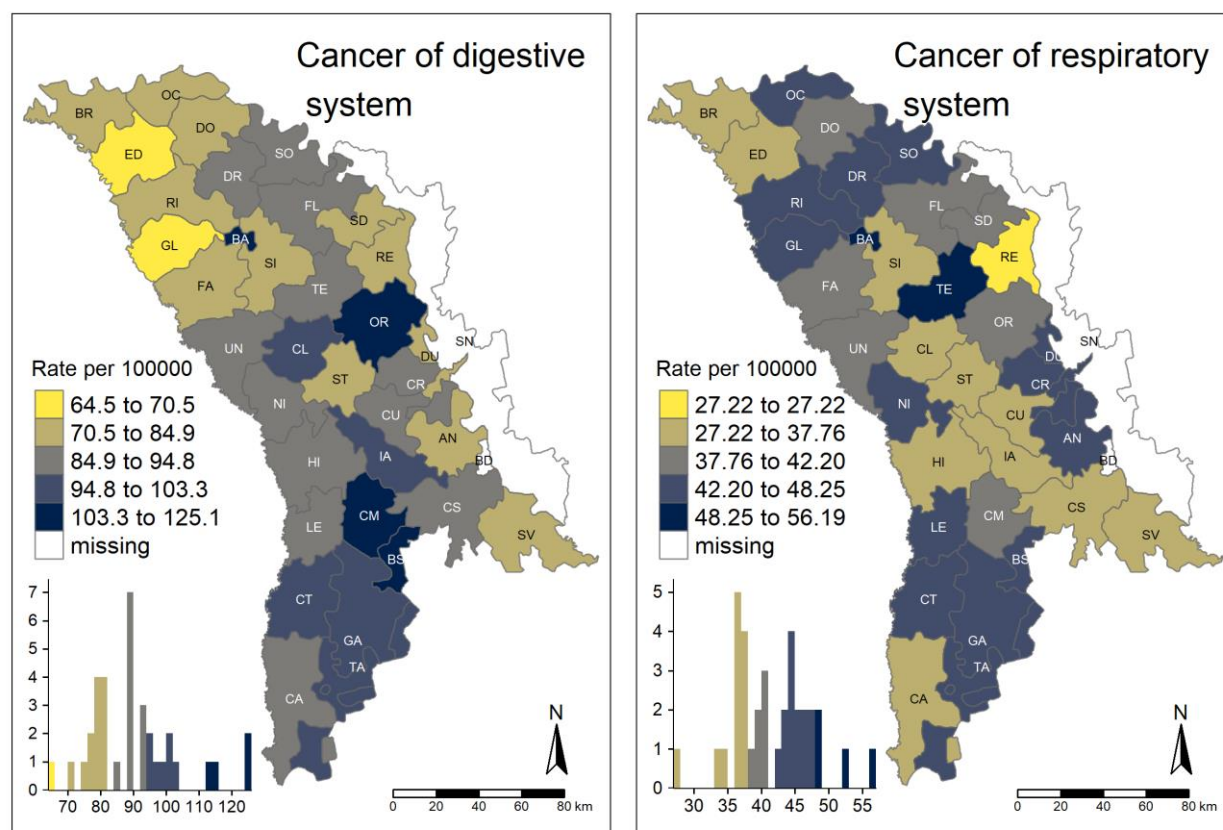 Cancer of digestive
system
OC
BR
DO
ED
SO
DR
RI
FL
SD
GL
BA
SI
RE
FA
TE
OR
UN
CL
SN
DU
ST
CR
NI
CU
AN
HI
IA
BD
CM
CS
LE
SV
BS
CT
GA
TA
CA
Rate per 100000
64.5 to 70.5
70.5 to 84.9
84.9 to 94.8
94.8 to 103.3
103.3 to 125.1
missing
7
6
5
4
3
2
1
0
70 80 90 100 120
N
0 20 40 60 80 km
Cancer of respiratory
system
OC
BR
DO
ED
SO
DR
RI
FL
SD
GL
BA
SI
RE
FA
TE
OR
UN
CL
SN
DU
ST
CR
NI
CU
AN
HI
IA
BD
CM
CS
LE
SV
BS
CT
GA
TA
CA
Rate per 100000
27.22 to 27.22
27.22 to 37.76
37.76 to 42.20
42.20 to 48.25
48.25 to 56.19
missing
5
4
3
2
1
0
30 35 40 45 50 55
N
0 20 40 60 80 km